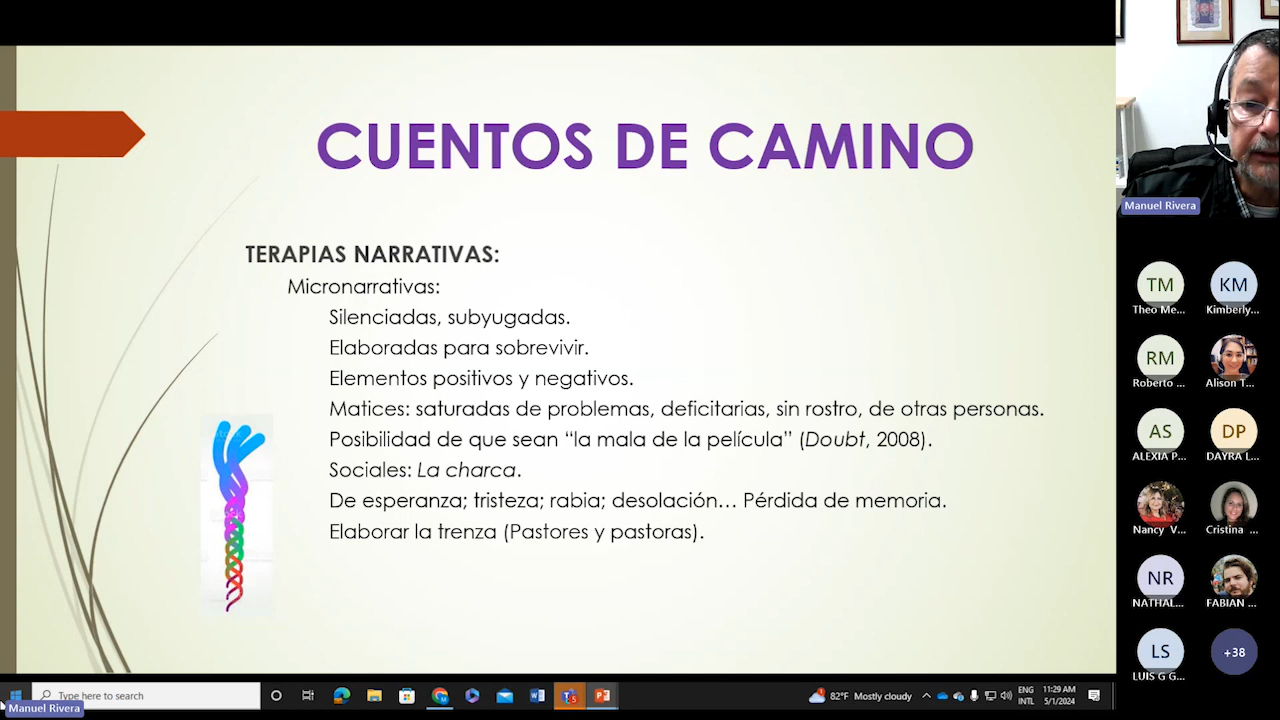 CUENTOS DE CAMINO
TERAPIAS NARRATIVAS:
Micronarrativas:
Silenciadas, subyugadas.
Elaboradas para sobrevivir.
Elementos positivos y negativos.
Matices: saturadas de problemas, deficitarias, sin rostro, de otras personas.
Posibilidad de que sean “la mala de la película” (Doubt, 2008).
Sociales: La charca.
De esperanza; tristeza; rabia; desolación… Pérdida de memoria.
Elaborar la trenza (Pastores y pastoras).
Manuel Rivera
TM
Theo Me...
KM
Kimberly...
RM
Roberto ...
Alison T...
AS
ALEXIA P...
DP
DAYRA L...
Nancy V...
Cristina ...
NR
NATHAL...
FABIAN ...
LS
LUIS G G...
+38
Type here to search
82°F Mostly cloudy
ENG
INTL
11:29 AM
5/1/2024
Manuel Rivera